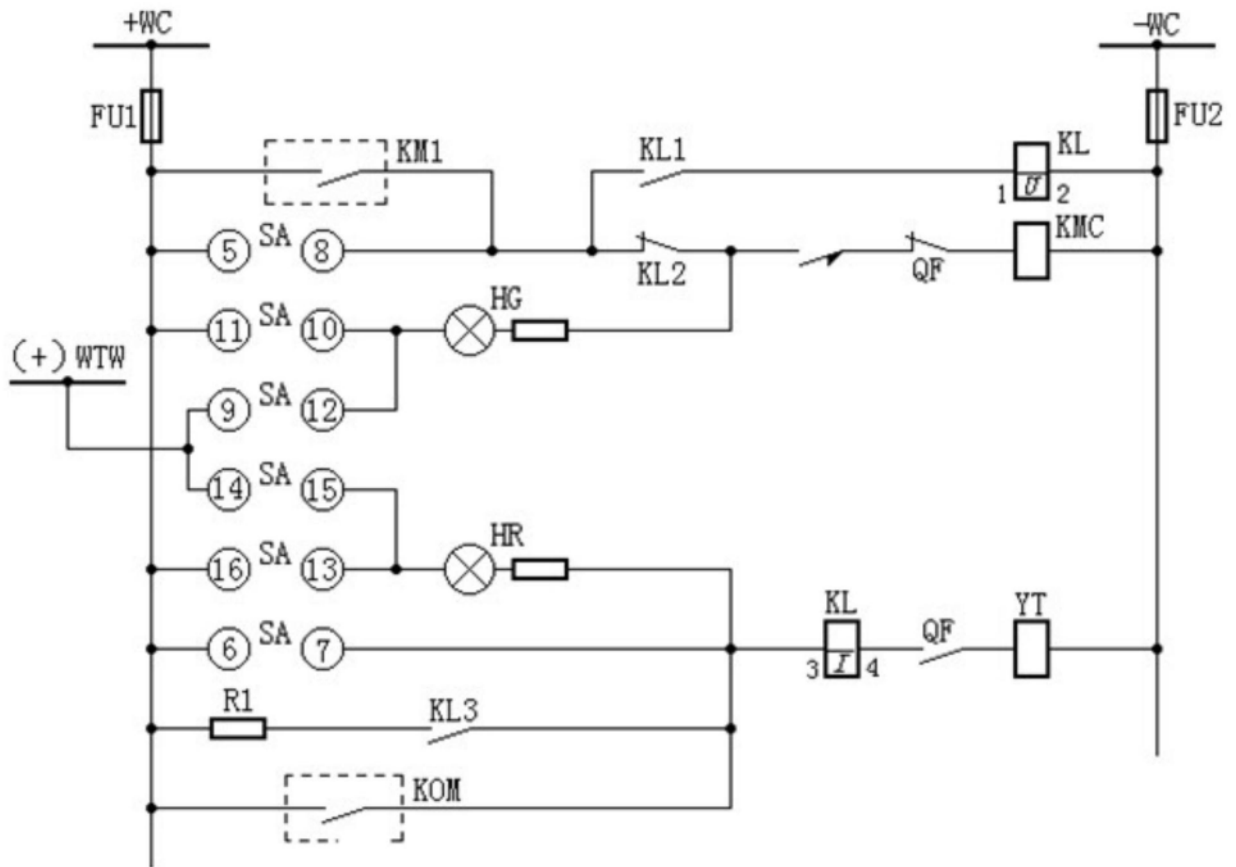 +WC -WC
FU1 FU2
KM1 KL1 KL
1 U 2
5 SA 8 KL2 QF KMC
11 SA 10 HG
(+) WTW
9 SA 12
14 SA 15
16 SA 13 HR
6 SA 7 KL QF YT
3 I 4
R1 KL3
KOM